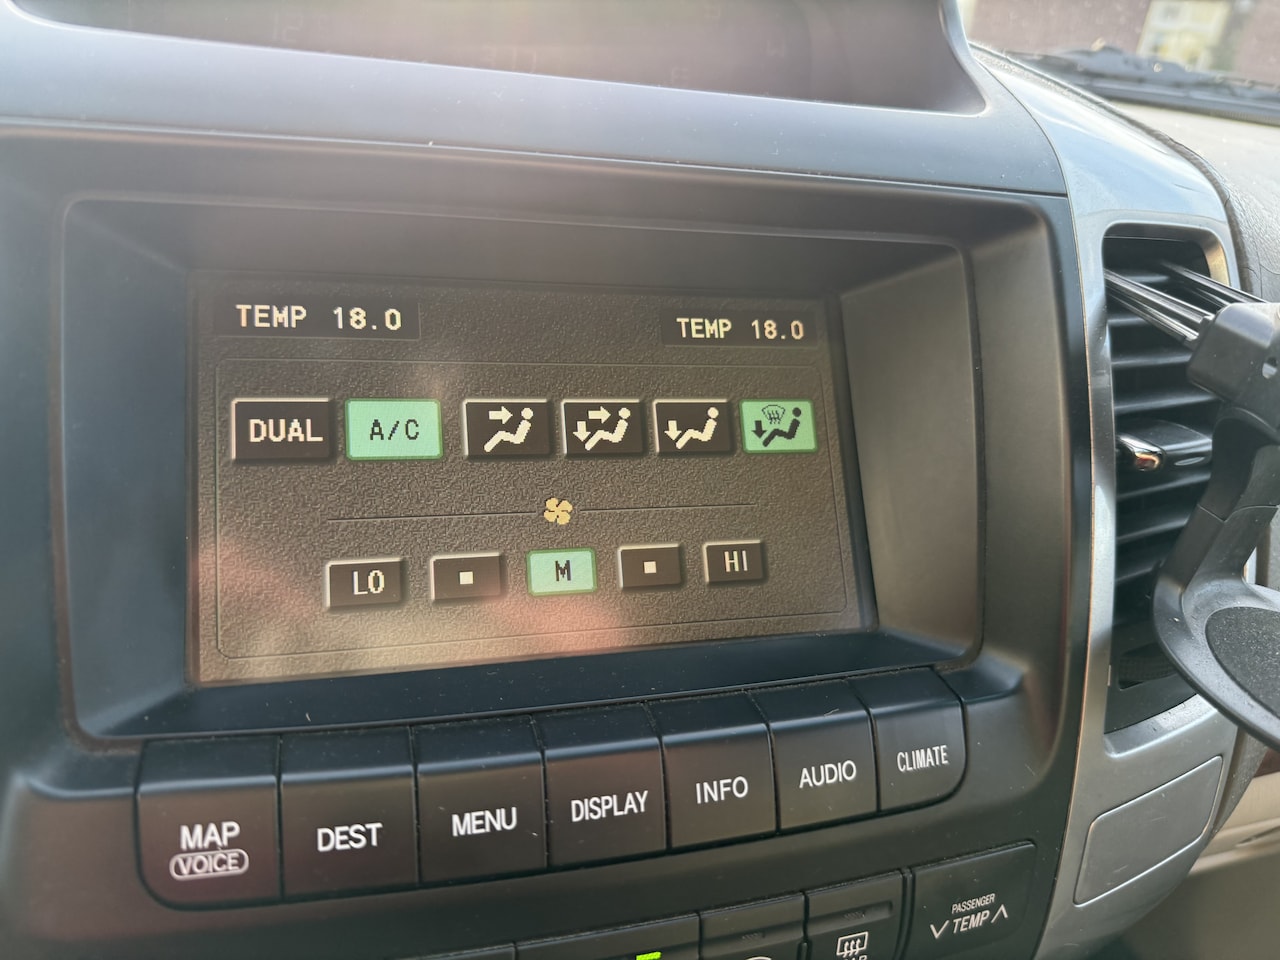 TEMP 18.0
TEMP 18.0
DUAL
A/C
LO
M
HI
MAP
VOICE
DEST
MENU
DISPLAY
INFO
AUDIO
CLIMATE
PASSENGER
TEMP